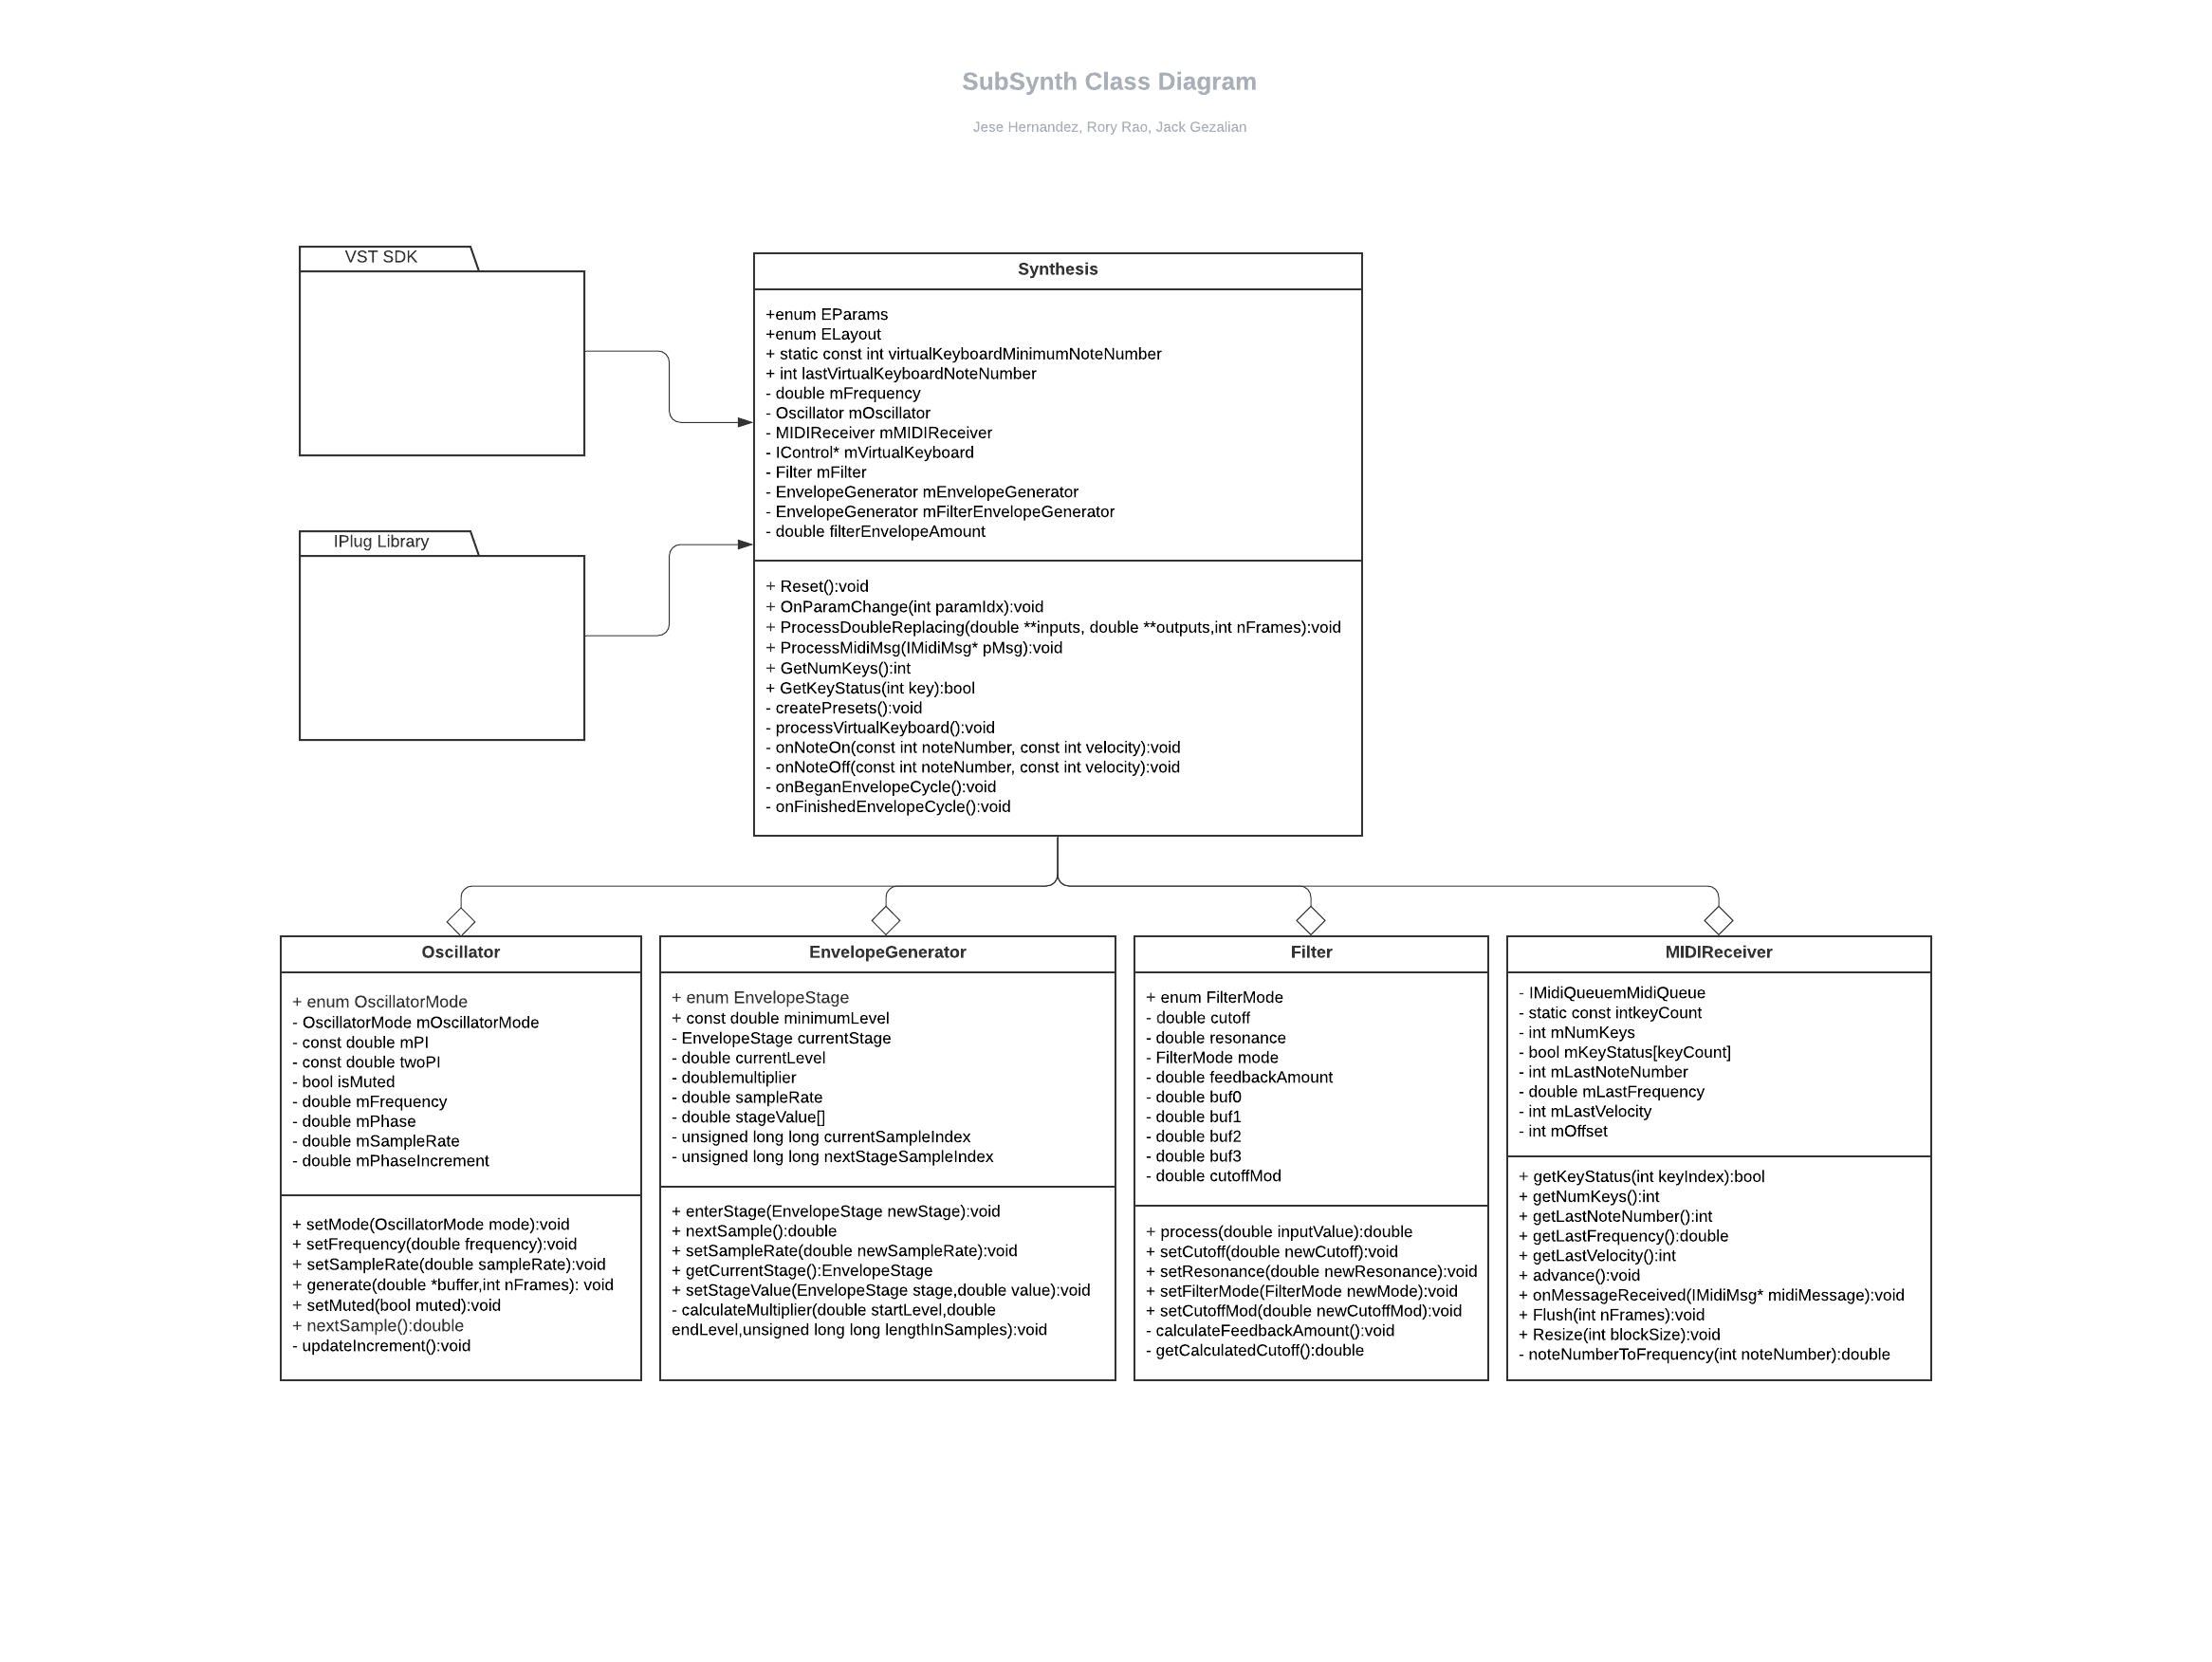 SubSynth Class Diagram
Jese Hernandez, Rory Rao, Jack Gezalian
VST SDK
IPlug Library
Synthesis
+enum EParams
+enum ELayout
+ static const int virtualKeyboardMinimumNoteNumber
+ int lastVirtualKeyboardNoteNumber
- double mFrequency
- Oscillator mOscillator
- MIDIReceiver mMIDIReceiver
- IControl* mVirtualKeyboard
- Filter mFilter
- EnvelopeGenerator mEnvelopeGenerator
- EnvelopeGenerator mFilterEnvelopeGenerator
- double filterEnvelopeAmount
+ Reset():void
+ OnParamChange(int paramIdx):void
+ ProcessDoubleReplacing(double **inputs, double **outputs,int nFrames):void
+ ProcessMidiMsg(IMidiMsg* pMsg):void
+ GetNumKeys():int
+ GetKeyStatus(int key):bool
- createPresets():void
- processVirtualKeyboard():void
- onNoteOn(const int noteNumber, const int velocity):void
- onNoteOff(const int noteNumber, const int velocity):void
- onBeganEnvelopeCycle():void
- onFinishedEnvelopeCycle():void
Oscillator
+ enum OscillatorMode
- OscillatorMode mOscillatorMode
- const double mPI
- const double twoPI
- bool isMuted
- double mFrequency
- double mPhase
- double mSampleRate
- double mPhaseIncrement
+ setMode(OscillatorMode mode):void
+ setFrequency(double frequency):void
+ setSampleRate(double sampleRate):void
+ generate(double *buffer,int nFrames): void
+ setMuted(bool muted):void
+ nextSample():double
- updateIncrement():void
EnvelopeGenerator
+ enum EnvelopeStage
+ const double minimumLevel
- EnvelopeStage currentStage
- double currentLevel
- doublemultiplier
- double sampleRate
- double stageValue[]
- unsigned long long currentSampleIndex
- unsigned long long nextStageSampleIndex
+ enterStage(EnvelopeStage newStage):void
+ nextSample():double
+ setSampleRate(double newSampleRate):void
+ getCurrentStage():EnvelopeStage
+ setStageValue(EnvelopeStage stage,double value):void
- calculateMultiplier(double startLevel,double
endLevel,unsigned long long lengthInSamples):void
Filter
+ enum FilterMode
- double cutoff
- double resonance
- FilterMode mode
- double feedbackAmount
- double buf0
- double buf1
- double buf2
- double buf3
- double cutoffMod
+ process(double inputValue):double
+ setCutoff(double newCutoff):void
+ setResonance(double newResonance):void
+ setFilterMode(FilterMode newMode):void
+ setCutoffMod(double newCutoffMod):void
- calculateFeedbackAmount():void
- getCalculatedCutoff():double
MIDIReceiver
- IMidiQueuemMidiQueue
- static const intkeyCount
- int mNumKeys
- bool mKeyStatus[keyCount]
- int mLastNoteNumber
- double mLastFrequency
- int mLastVelocity
- int mOffset
+ getKeyStatus(int keyIndex):bool
+ getNumKeys():int
+ getLastNoteNumber():int
+ getLastFrequency():double
+ getLastVelocity():int
+ advance():void
+ onMessageReceived(IMidiMsg* midiMessage):void
+ Flush(int nFrames):void
+ Resize(int blockSize):void
- noteNumberToFrequency(int noteNumber):double